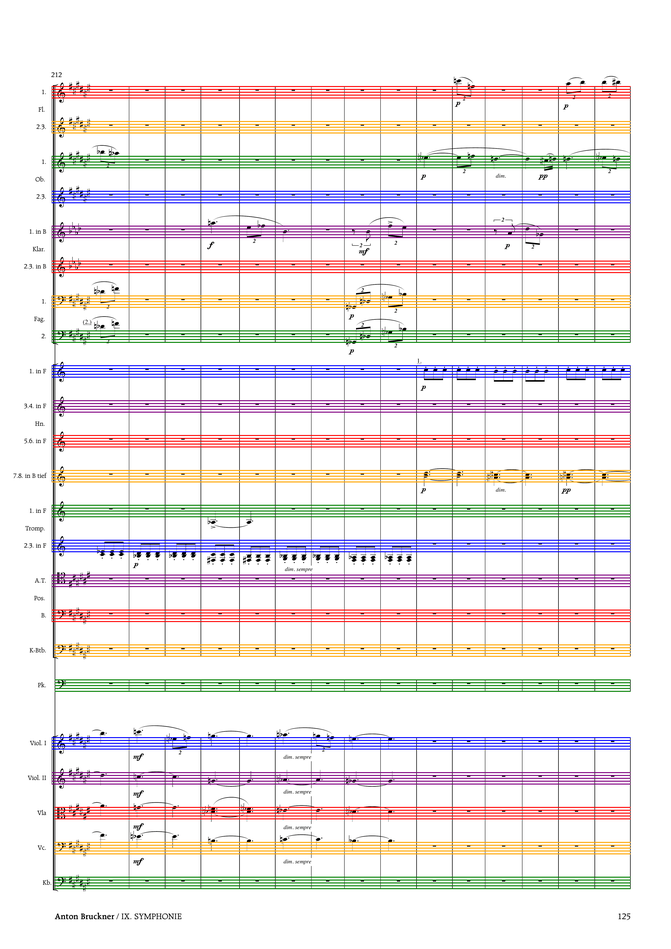 212
1.
Fl.
2.3.
1.
Ob.
2.3.
1. in B
Klar.
2.3. in B
1.
Fag.
(2.)
2.
p
p
p
dim.
pp
f
mf
p
p
p
1.
1. in F
p
3.4. in F
Hn.
5.6. in F
7.8. in B tief
p
dim.
pp
1. in F
Tromp.
2.3. in F
p
dim. sempre
A.T.
Pos.
B.
K-Btb.
Pk.
Viol. I
mf
dim. sempre
Viol. II
mf
dim. sempre
Vla
mf
dim. sempre
Vc.
mf
dim. sempre
Kb.
Anton Bruckner / IX. SYMPHONIE
125